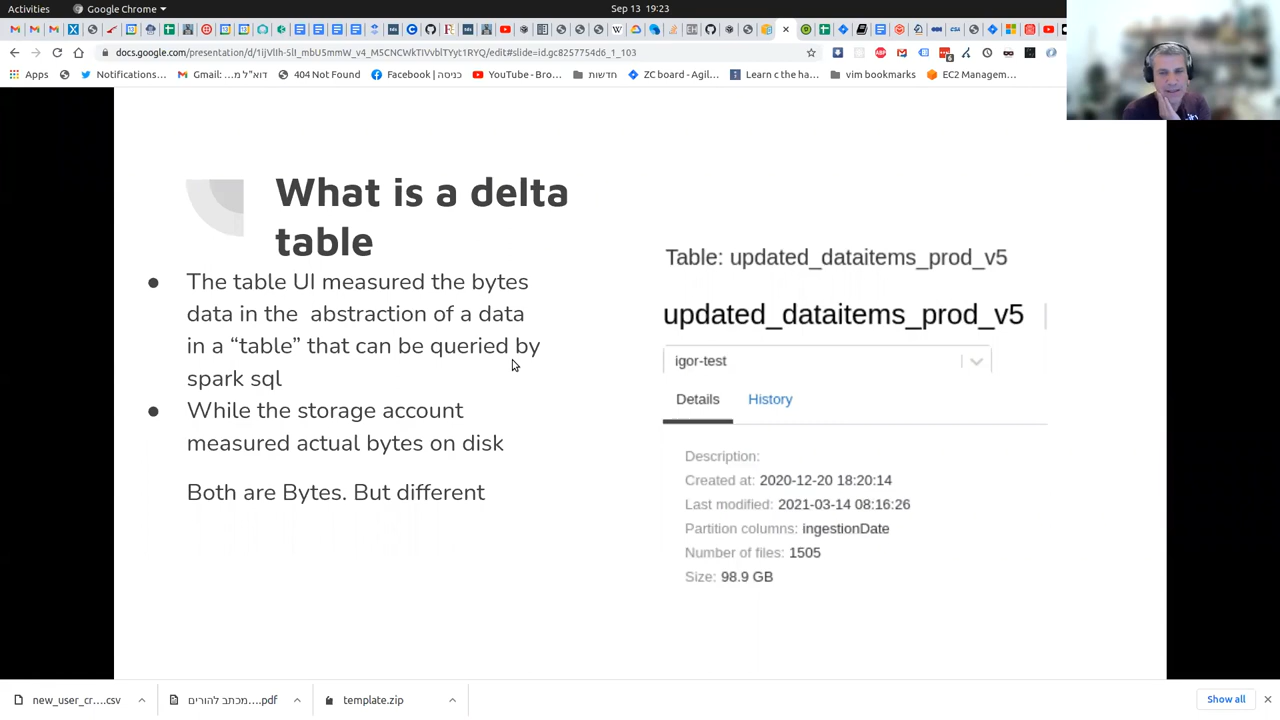 Activities
Google Chrome
Sep 13 19:23
docs.google.com/presentation/d/1ijVlIh-slI_mbU5mmW_v4_M5CNCWkTIVvblTYyt1RYQ/edit#slide=id.gc8257754d6_1_103
Apps
Notifications...
Gmail: דוא"ל מ...
404 Not Found
Facebook | כניסה
YouTube - Bro...
חדשות
ZC board - Agil...
Learn c the ha...
vim bookmarks
EC2 Managem...
What is a delta
table
● The table UI measured the bytes
data in the abstraction of a data
in a “table” that can be queried by
spark sql
● While the storage account
measured actual bytes on disk
Both are Bytes. But different
Table: updated_dataitems_prod_v5
updated_dataitems_prod_v5
igor-test
Details
History
Description:
Created at: 2020-12-20 18:20:14
Last modified: 2021-03-14 08:16:26
Partition columns: ingestionDate
Number of files: 1505
Size: 98.9 GB
new_user_cr....csv
מכתב להורים....pdf
template.zip
Show all